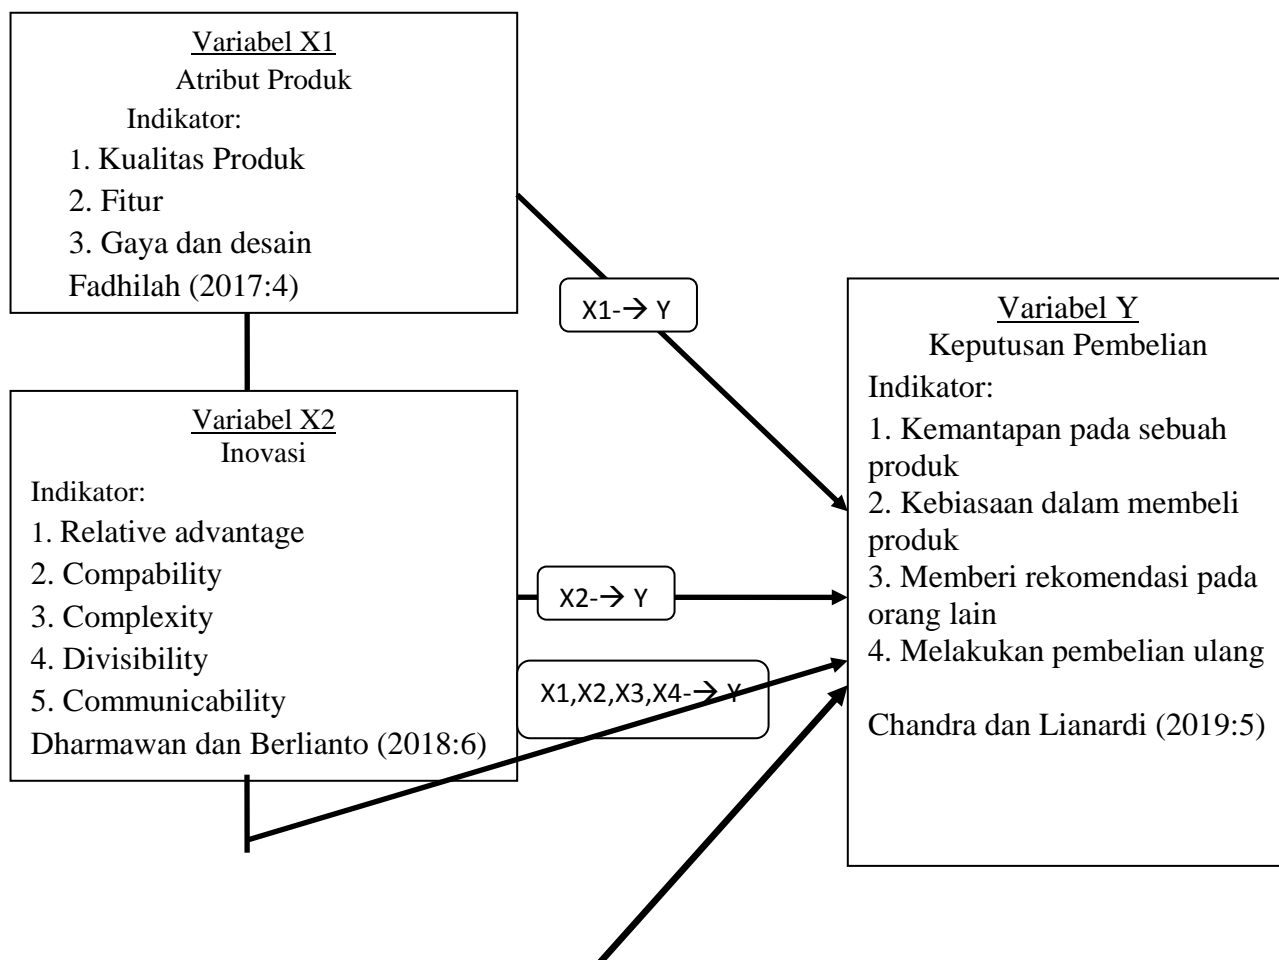 Variabel X1
Atribut Produk
Indikator:
1. Kualitas Produk
2. Fitur
3. Gaya dan desain
Fadhilah (2017:4)
X1-→ Y
Variabel X2
Inovasi
Indikator:
1. Relative advantage
2. Compability
3. Complexity
4. Divisibility
5. Communicability
Dharmawan dan Berlianto (2018:6)
X2-→ Y
X1,X2,X3,X4-→ Y
Variabel Y
Keputusan Pembelian
Indikator:
1. Kemantapan pada sebuah
produk
2. Kebiasaan dalam membeli
produk
3. Memberi rekomendasi pada
orang lain
4. Melakukan pembelian ulang
Chandra dan Lianardi (2019:5)